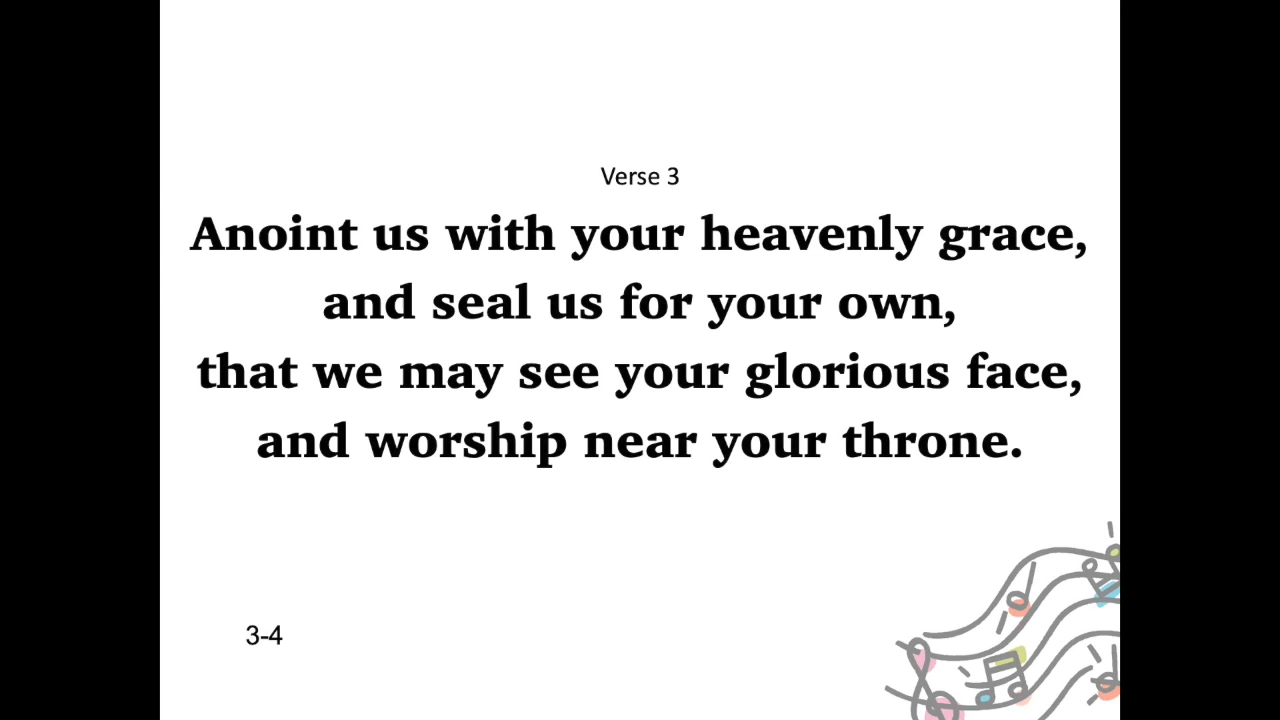 Verse 3
Anoint us with your heavenly grace,
and seal us for your own,
that we may see your glorious face,
and worship near your throne.
3-4